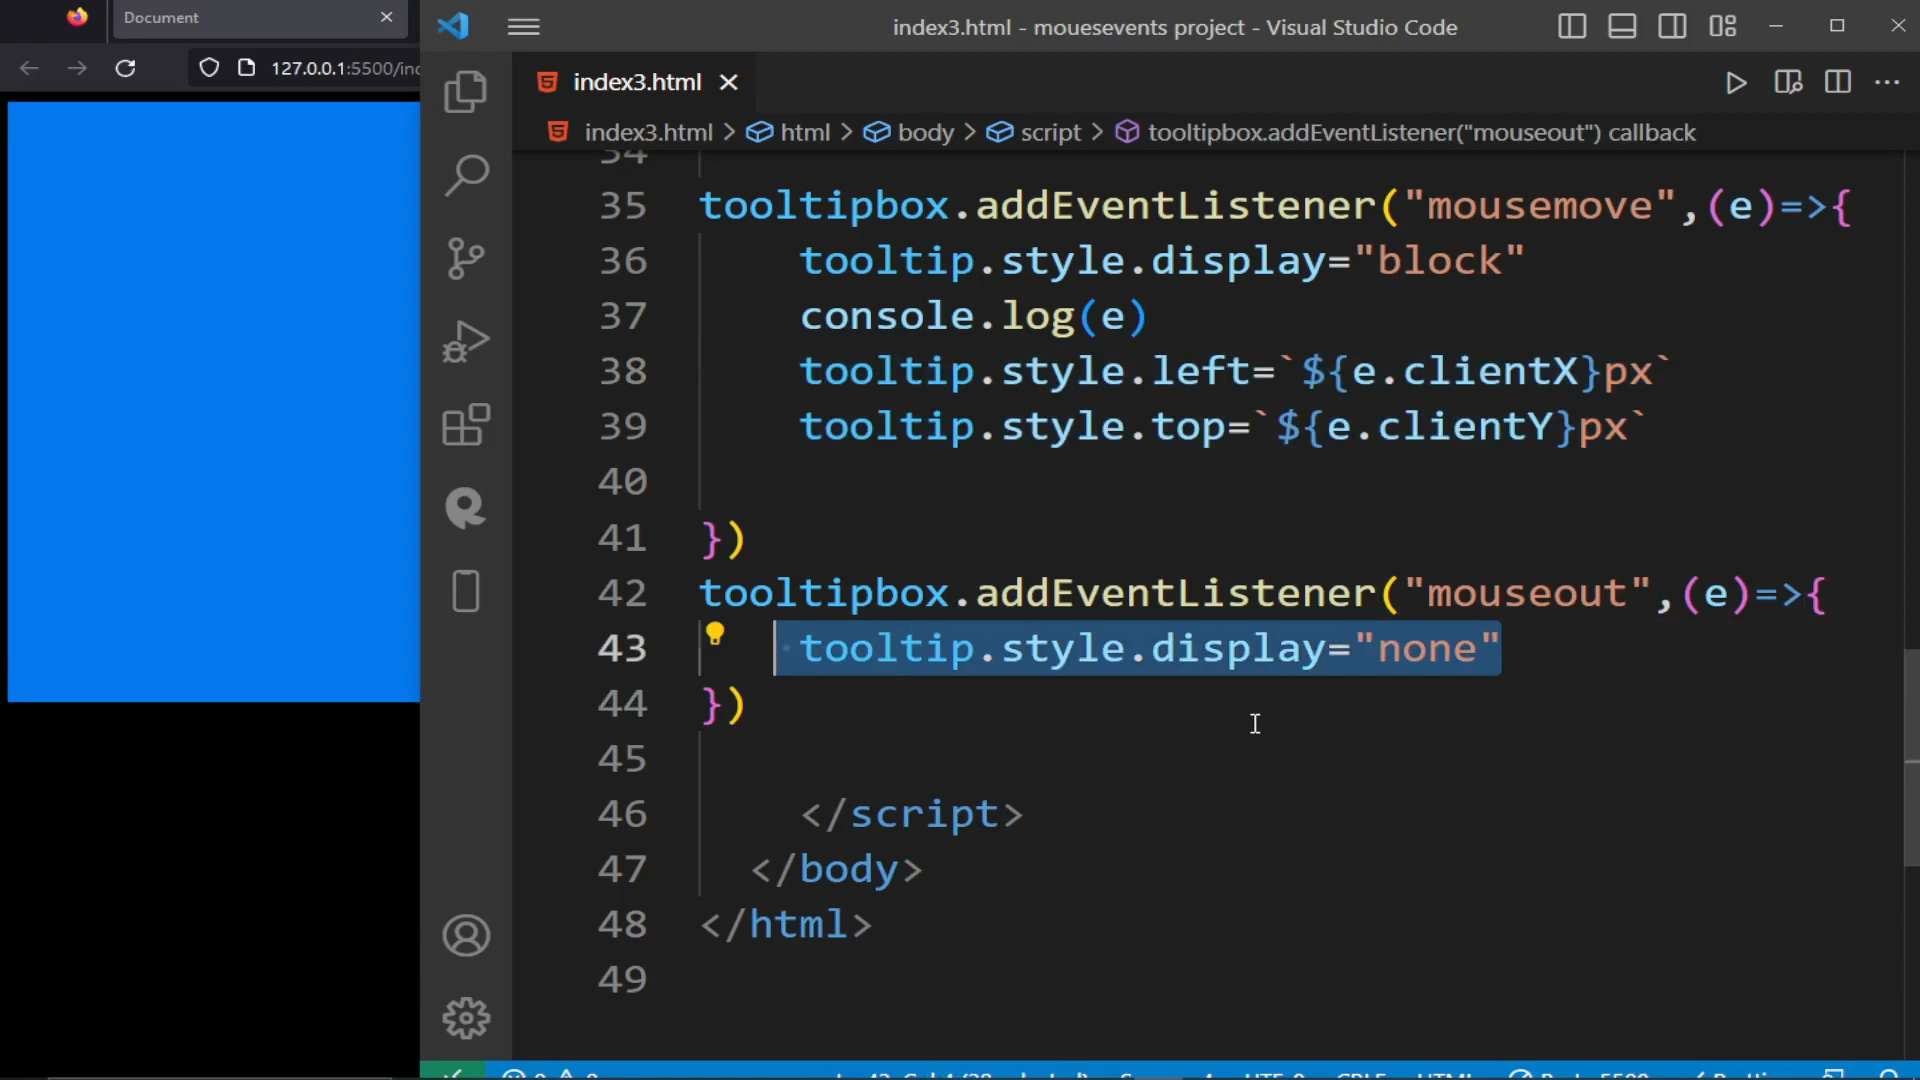 Document
index3.html - mouesevents project - Visual Studio Code
127.0.0.1:5500/in
index3.html
index3.html > html > body > script > tooltipbox.addEventListener("mouseout") callback
34
35 tooltipbox.addEventListener("mousemove",(e)=>{
36 tooltip.style.display="block"
37 console.log(e)
38 tooltip.style.left=`${e.clientX}px`
39 tooltip.style.top=`${e.clientY}px`
40
41 })
42 tooltipbox.addEventListener("mouseout",(e)=>{
43 tooltip.style.display="none"
44 })
45
46 </script>
47 </body>
48 </html>
49